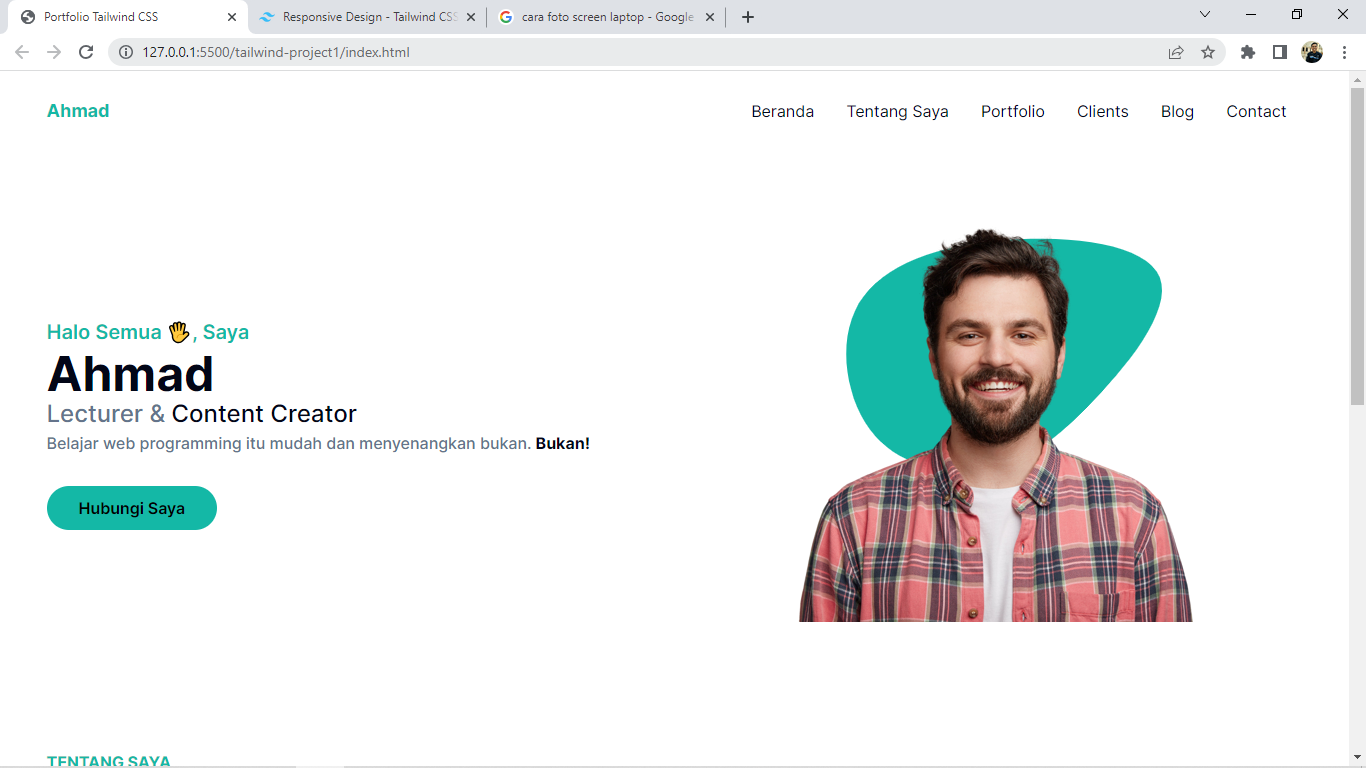 Portfolio Tailwind CSS
Responsive Design - Tailwind CSS
cara foto screen laptop - Google
127.0.0.1:5500/tailwind-project1/index.html
Ahmad
Beranda Tentang Saya Portfolio Clients Blog Contact
Halo Semua 🖐, Saya
Ahmad
Lecturer & Content Creator
Belajar web programming itu mudah dan menyenangkan bukan. Bukan!
Hubungi Saya
TENTANG SAYA